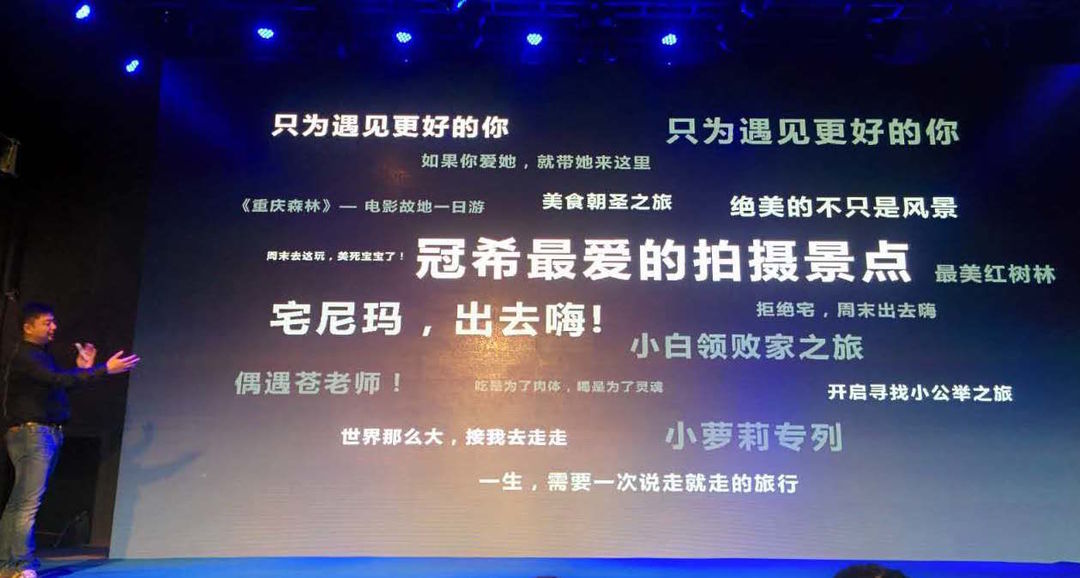 只为遇见更好的你
只为遇见更好的你
如果你爱她，就带她来这里
《重庆森林》— 电影故地一日游
美食朝圣之旅
绝美的不只是风景
周末去这玩，美死宝宝了！
冠希最爱的拍摄景点
最美红树林
宅尼玛，出去嗨!
拒绝宅，周末出去嗨
小白领败家之旅
偶遇苍老师！
吃是为了肉体，喝是为了灵魂
开启寻找小公举之旅
世界那么大，接我去走走
小萝莉专列
一生，需要一次说走就走的旅行